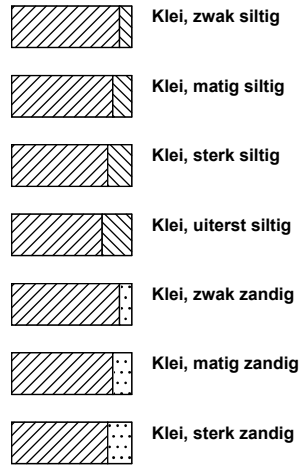 Klei, zwak siltig
Klei, matig siltig
Klei, sterk siltig
Klei, uiterst siltig
Klei, zwak zandig
Klei, matig zandig
Klei, sterk zandig